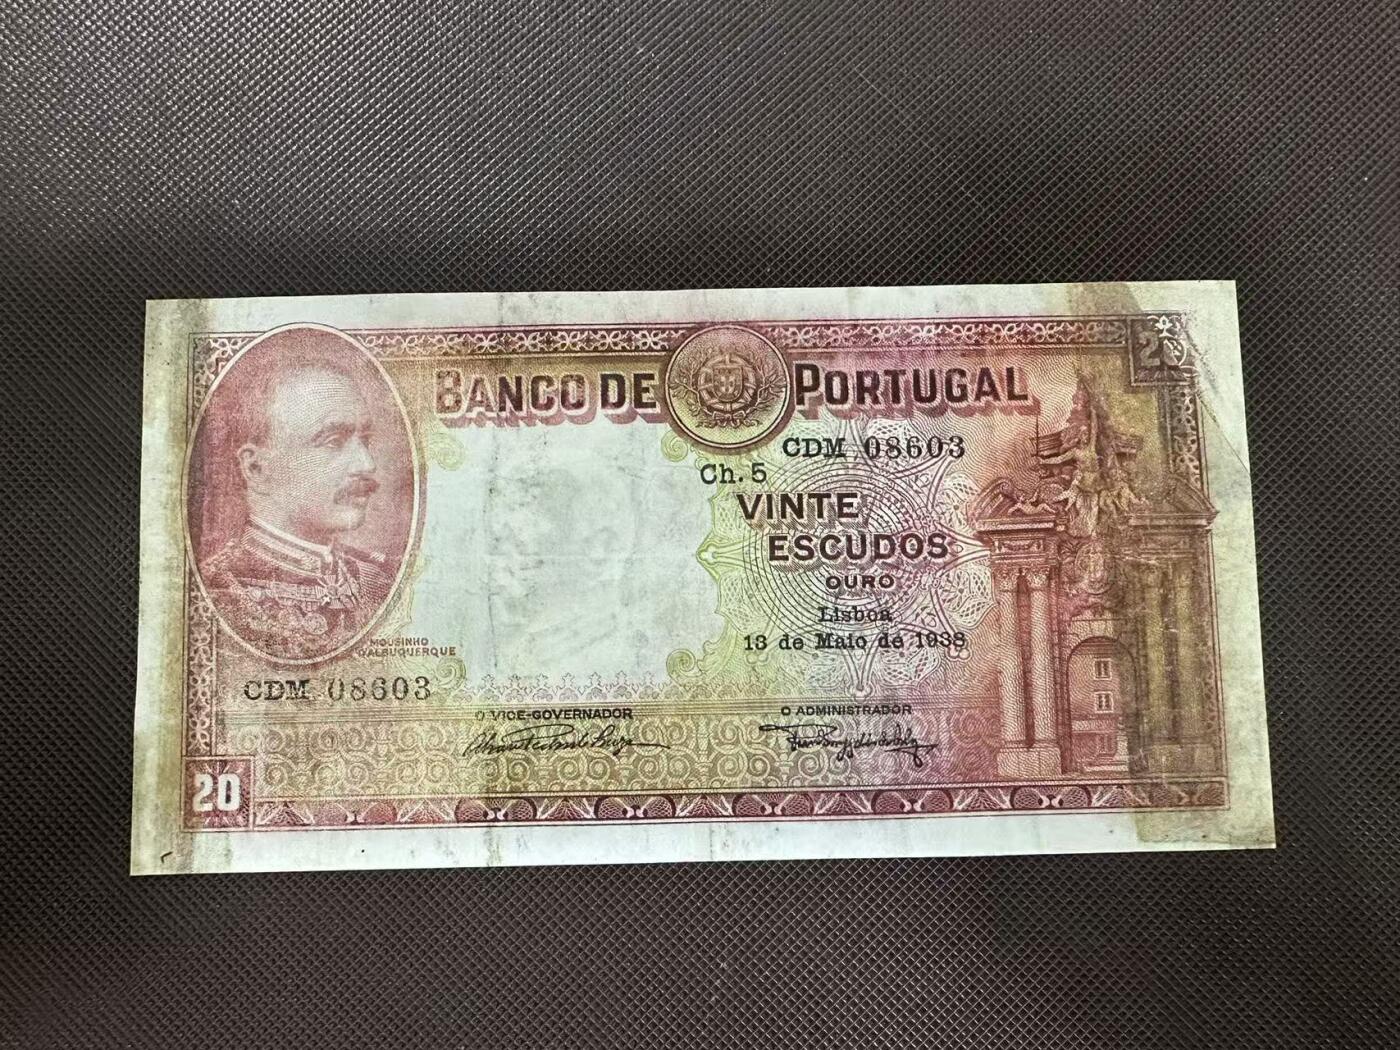 20
BANCO DE PORTUGAL
CDM 08603
Ch. 5
VINTE
ESCUDOS
OURO
Lisboa
13 de Maio de 1938
MOUSINHO
D'ALBUQUERQUE
CDM 08603
O VICE-GOVERNADOR
O ADMINISTRADOR
20